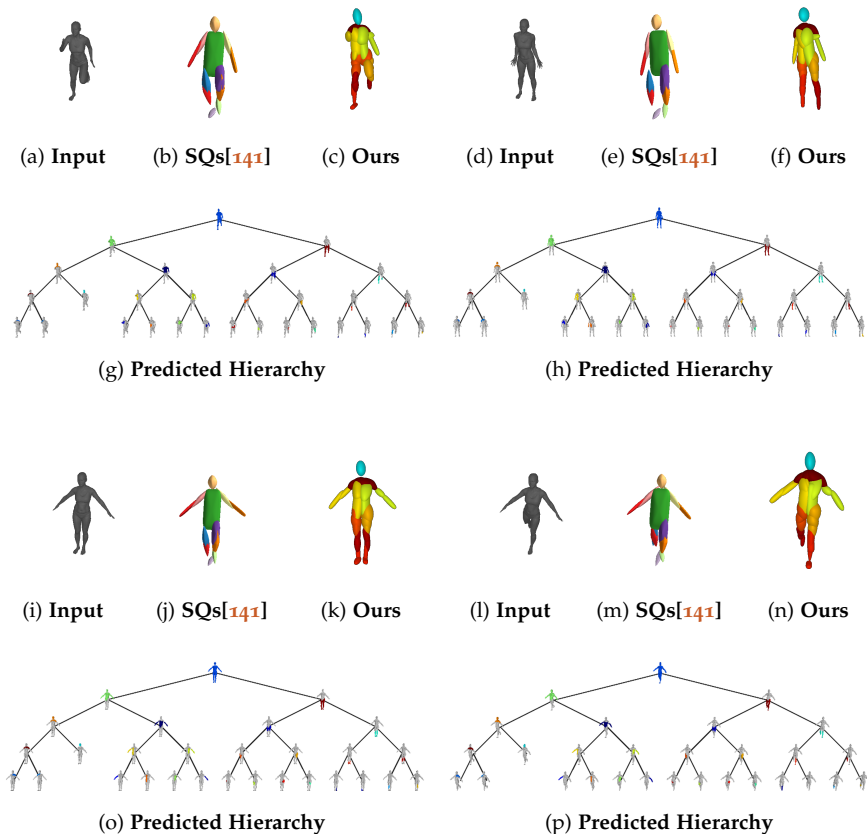 (a) Input (b) SQs[141] (c) Ours (d) Input (e) SQs[141] (f) Ours
(g) Predicted Hierarchy (h) Predicted Hierarchy
(i) Input (j) SQs[141] (k) Ours (l) Input (m) SQs[141] (n) Ours
(o) Predicted Hierarchy (p) Predicted Hierarchy